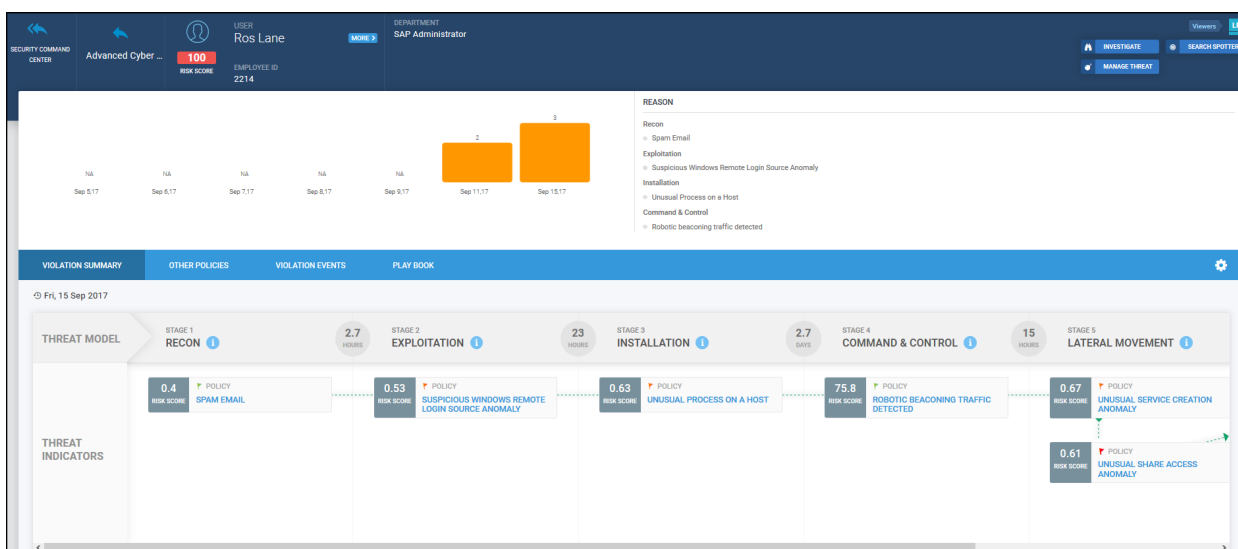 SECURITY COMMAND
CENTER
Advanced Cyber ...
100
RISK SCORE
USER
Ros Lane
MORE >
EMPLOYEE ID
2214
DEPARTMENT
SAP Administrator
Viewers
INVESTIGATE
SEARCH SPOTTER
MANAGE THREAT
NA
NA
NA
NA
NA
2
3
Sep 5,17
Sep 6,17
Sep 7,17
Sep 8,17
Sep 9,17
Sep 11,17
Sep 15,17
REASON
Recon
Spam Email
Exploitation
Suspicious Windows Remote Login Source Anomaly
Installation
Unusual Process on a Host
Command & Control
Robotic beaconing traffic detected
VIOLATION SUMMARY
OTHER POLICIES
VIOLATION EVENTS
PLAY BOOK
Fri, 15 Sep 2017
THREAT MODEL
STAGE 1
RECON
2.7
HOURS
STAGE 2
EXPLOITATION
23
HOURS
STAGE 3
INSTALLATION
2.7
DAYS
STAGE 4
COMMAND & CONTROL
15
HOURS
STAGE 5
LATERAL MOVEMENT
THREAT
INDICATORS
0.4
RISK SCORE
POLICY
SPAM EMAIL
0.53
RISK SCORE
POLICY
SUSPICIOUS WINDOWS REMOTE
LOGIN SOURCE ANOMALY
0.63
RISK SCORE
POLICY
UNUSUAL PROCESS ON A HOST
75.8
RISK SCORE
POLICY
ROBOTIC BEACONING TRAFFIC
DETECTED
0.67
RISK SCORE
POLICY
UNUSUAL SERVICE CREATION
ANOMALY
0.61
RISK SCORE
POLICY
UNUSUAL SHARE ACCESS
ANOMALY